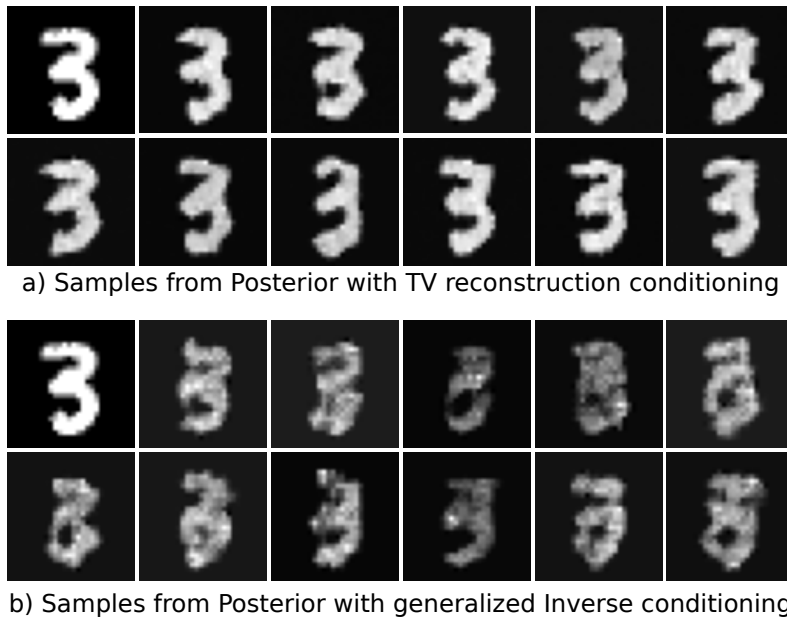 a) Samples from Posterior with TV reconstruction conditioning
b) Samples from Posterior with generalized Inverse conditioning